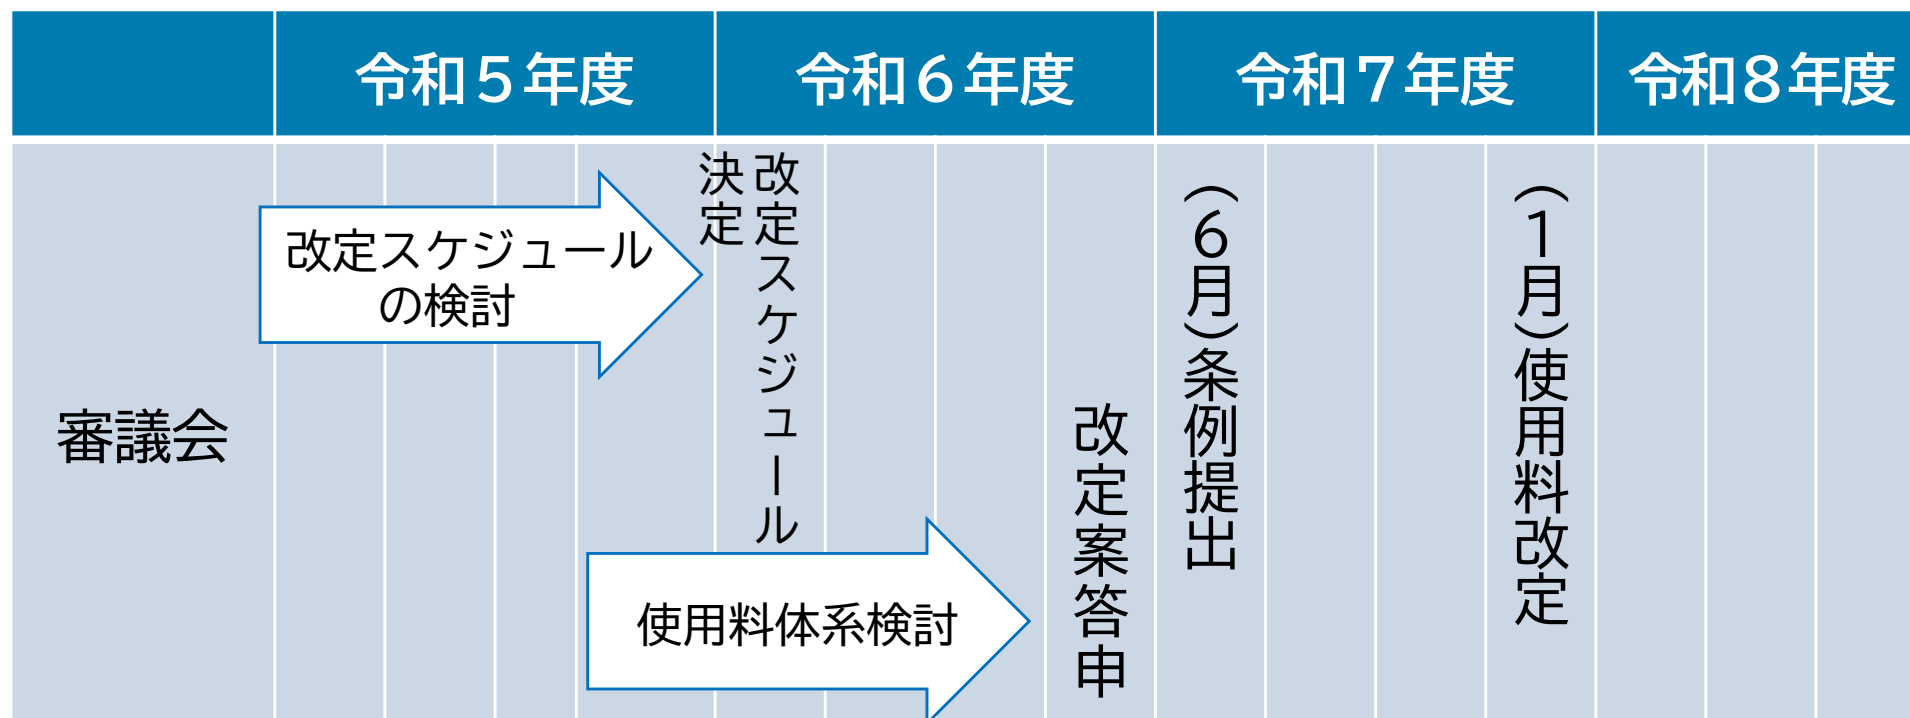 令和５年度
令和６年度
令和７年度
令和８年度
審議会
改定スケジュール
の検討
改定スケジュール
決定
使用料体系検討
改定案答申
（６月）条例提出
（１月）使用料改定